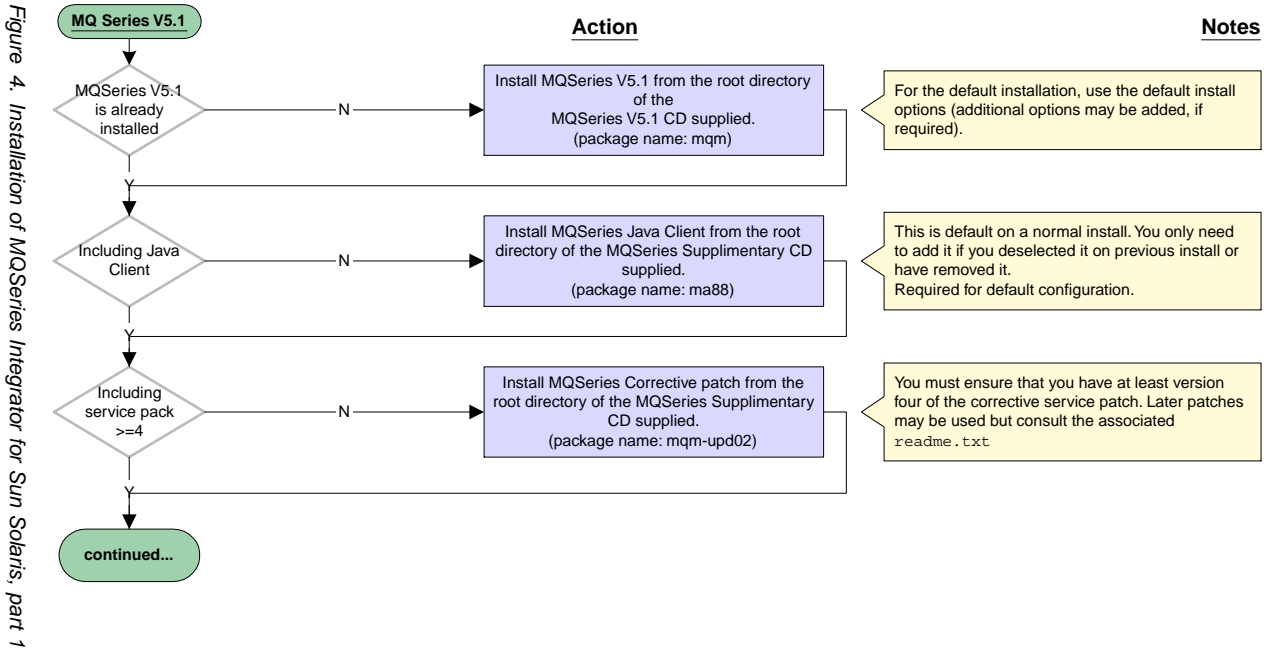 Figure 4. Installation of MQSeries Integrator for Sun Solaris, part 1
MQ Series V5.1
Action
Notes
MQSeries V5.1
is already
installed
N
Install MQSeries V5.1 from the root directory
of the
MQSeries V5.1 CD supplied.
(package name: mqm)
For the default installation, use the default install
options (additional options may be added, if
required).
Y
Including Java
Client
N
Install MQSeries Java Client from the root
directory of the MQSeries Supplimentary CD
supplied.
(package name: ma88)
This is default on a normal install. You only need
to add it if you deselected it on previous install or
have removed it.
Required for default configuration.
Y
Including
service pack
>=4
N
Install MQSeries Corrective patch from the
root directory of the MQSeries Supplimentary
CD supplied.
(package name: mqm-upd02)
You must ensure that you have at least version
four of the corrective service patch. Later patches
may be used but consult the associated
readme.txt
Y
continued...